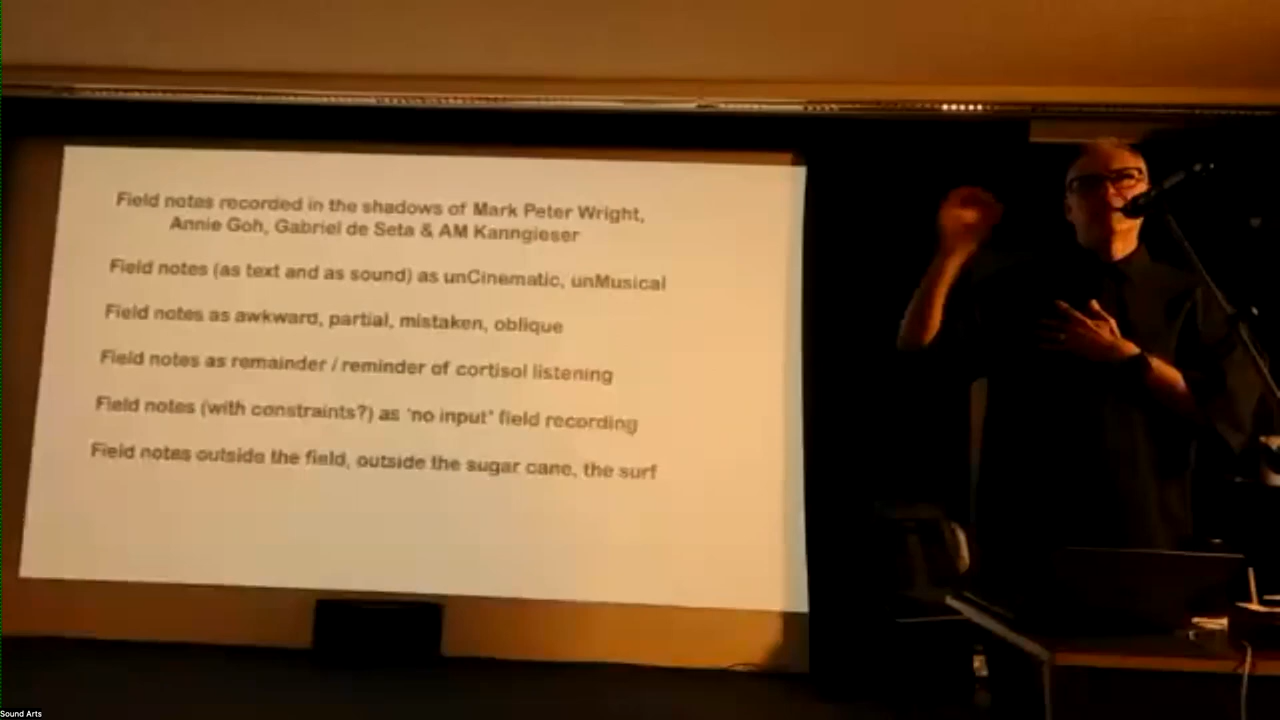 Field notes recorded in the shadows of Mark Peter Wright,
Annie Goh, Gabriel de Seta & AM Kanngieser
Field notes (as text and as sound) as unCinematic, unMusical
Field notes as awkward, partial, mistaken, oblique
Field notes as remainder / reminder of cortisol listening
Field notes (with constraints?) as 'no input' field recording
Field notes outside the field, outside the sugar cane, the surf
Sound Arts